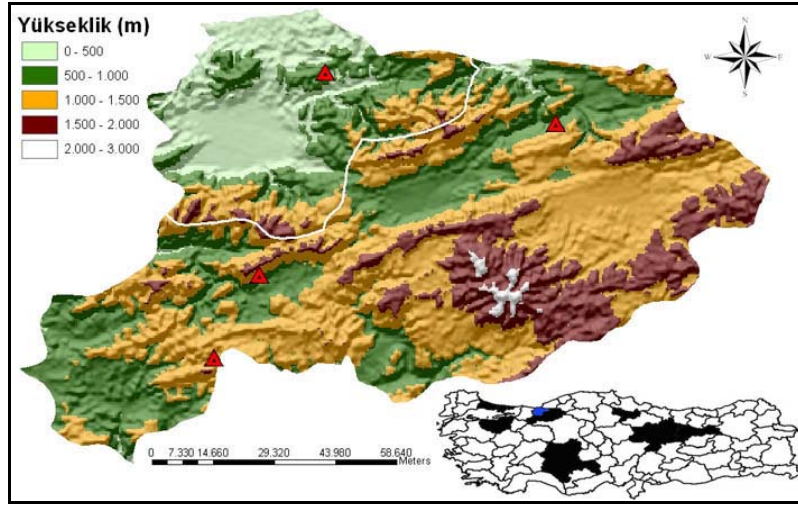 Yükseklik (m)
0 - 500
500 - 1.000
1.000 - 1.500
1.500 - 2.000
2.000 - 3.000
N
W E
S
0 7.330 14.660 29.320 43.980 58.640
Meters